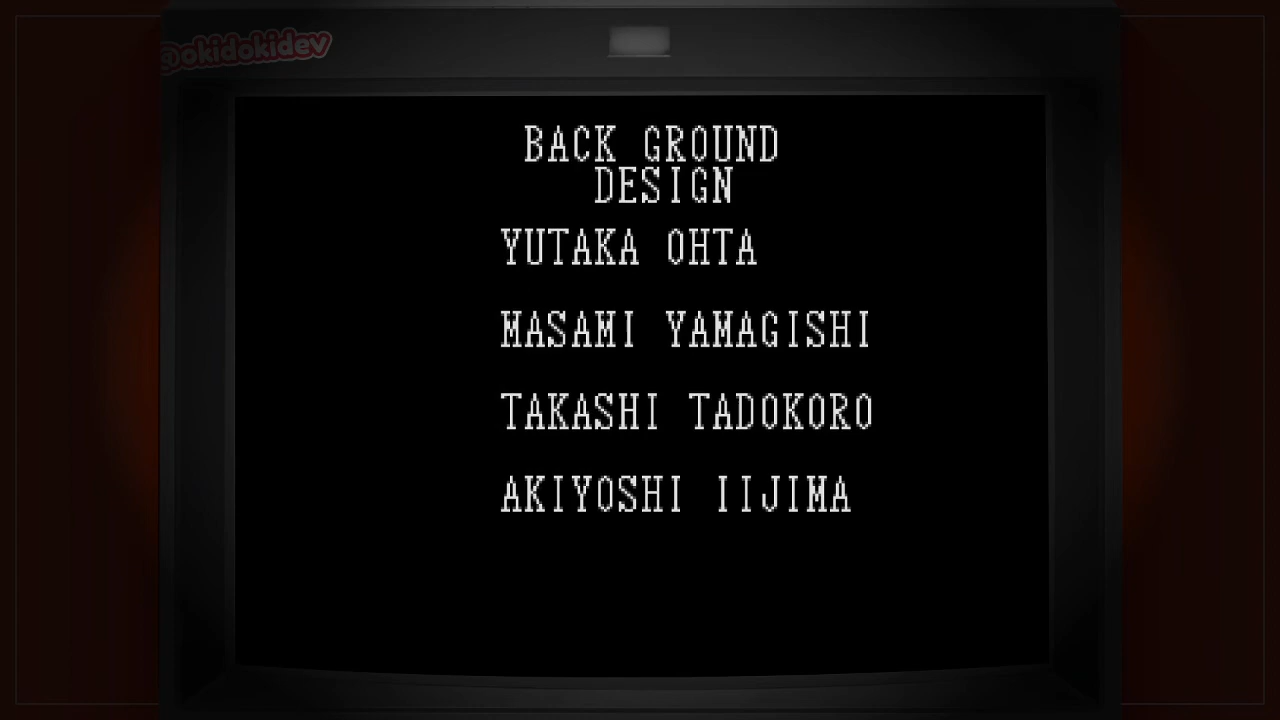 @okidokidev
BACK GROUND
DESIGN
YUTAKA OHTA
MASAMI YAMAGISHI
TAKASHI TADOKORO
AKIYOSHI IIJIMA